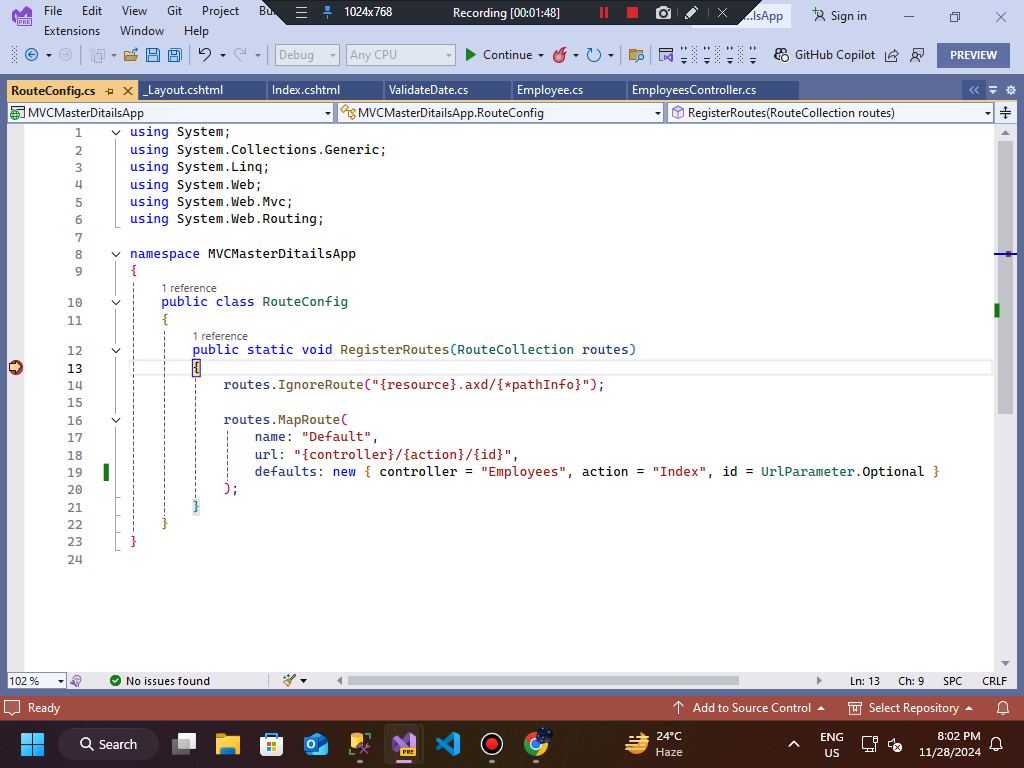 File Edit View Git Project Bu
Extensions Window Help
1024x768 Recording [00:01:48]
...lsApp Sign in
Debug Any CPU Continue GitHub Copilot PREVIEW
RouteConfig.cs _Layout.cshtml Index.cshtml ValidateDate.cs Employee.cs EmployeesController.cs
MVCMasterDitailsApp MVCMasterDitailsApp.RouteConfig RegisterRoutes(RouteCollection routes)
1 using System;
2 using System.Collections.Generic;
3 using System.Linq;
4 using System.Web;
5 using System.Web.Mvc;
6 using System.Web.Routing;
7
8 namespace MVCMasterDitailsApp
9 {
1 reference
10 public class RouteConfig
11 {
1 reference
12 public static void RegisterRoutes(RouteCollection routes)
13 {
14 routes.IgnoreRoute("{resource}.axd/{*pathInfo}");
15
16 routes.MapRoute(
17 name: "Default",
18 url: "{controller}/{action}/{id}",
19 defaults: new { controller = "Employees", action = "Index", id = UrlParameter.Optional }
20 );
21 }
22 }
23 }
24
102 % No issues found Ln: 13 Ch: 9 SPC CRLF
Ready Add to Source Control Select Repository
Search PRE 24°C ENG 8:02 PM
Haze US 11/28/2024